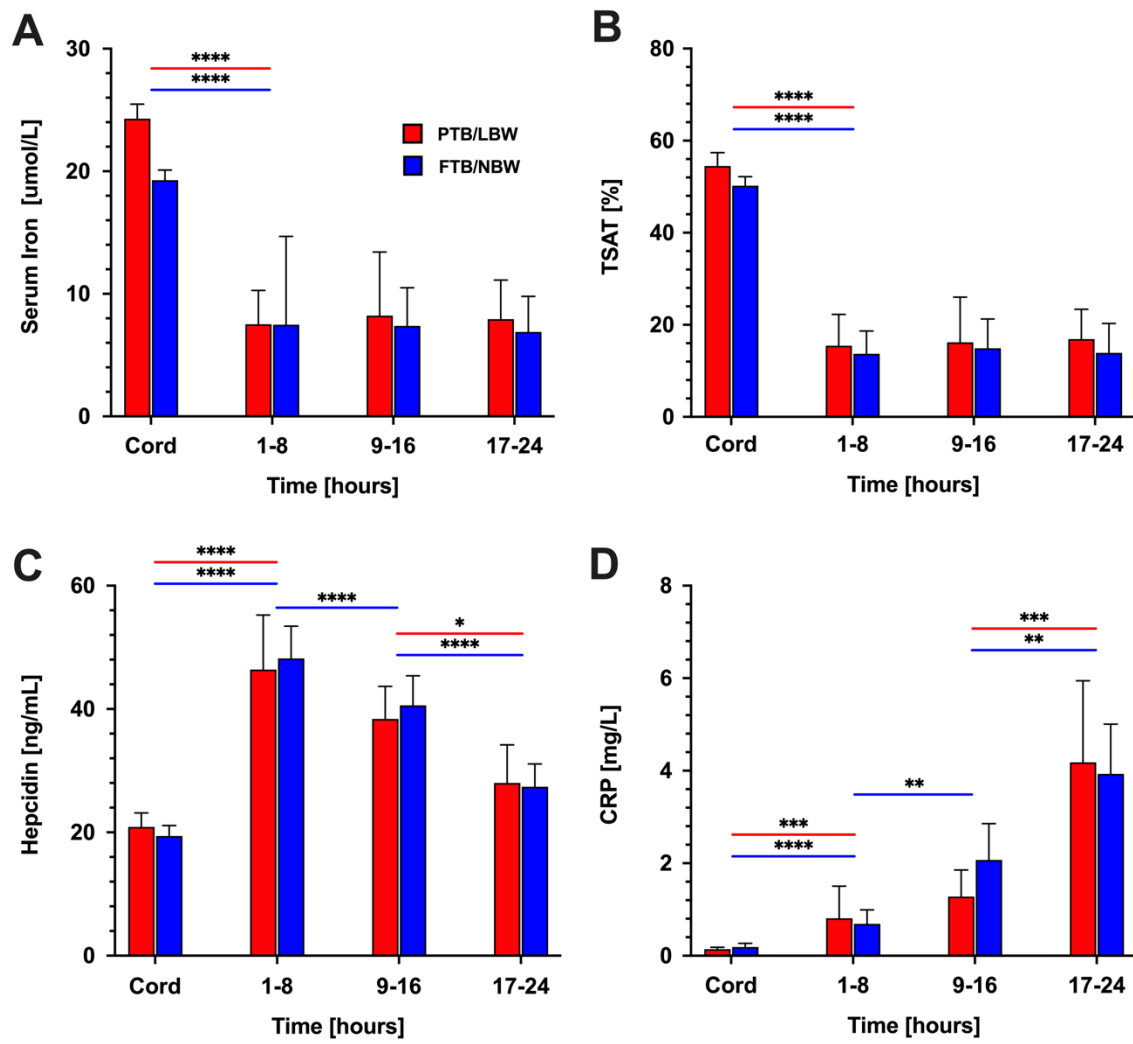 A
30
20
10
0
Serum Iron [umol/L]
****
****
PTB/LBW
FTB/NBW
Cord 1-8 9-16 17-24
Time [hours]
B
80
60
40
20
0
TSAT [%]
****
****
Cord 1-8 9-16 17-24
Time [hours]
C
60
40
20
0
Hepcidin [ng/mL]
****
****
****
*
****
Cord 1-8 9-16 17-24
Time [hours]
D
8
6
4
2
0
CRP [mg/L]
***
****
**
***
**
Cord 1-8 9-16 17-24
Time [hours]